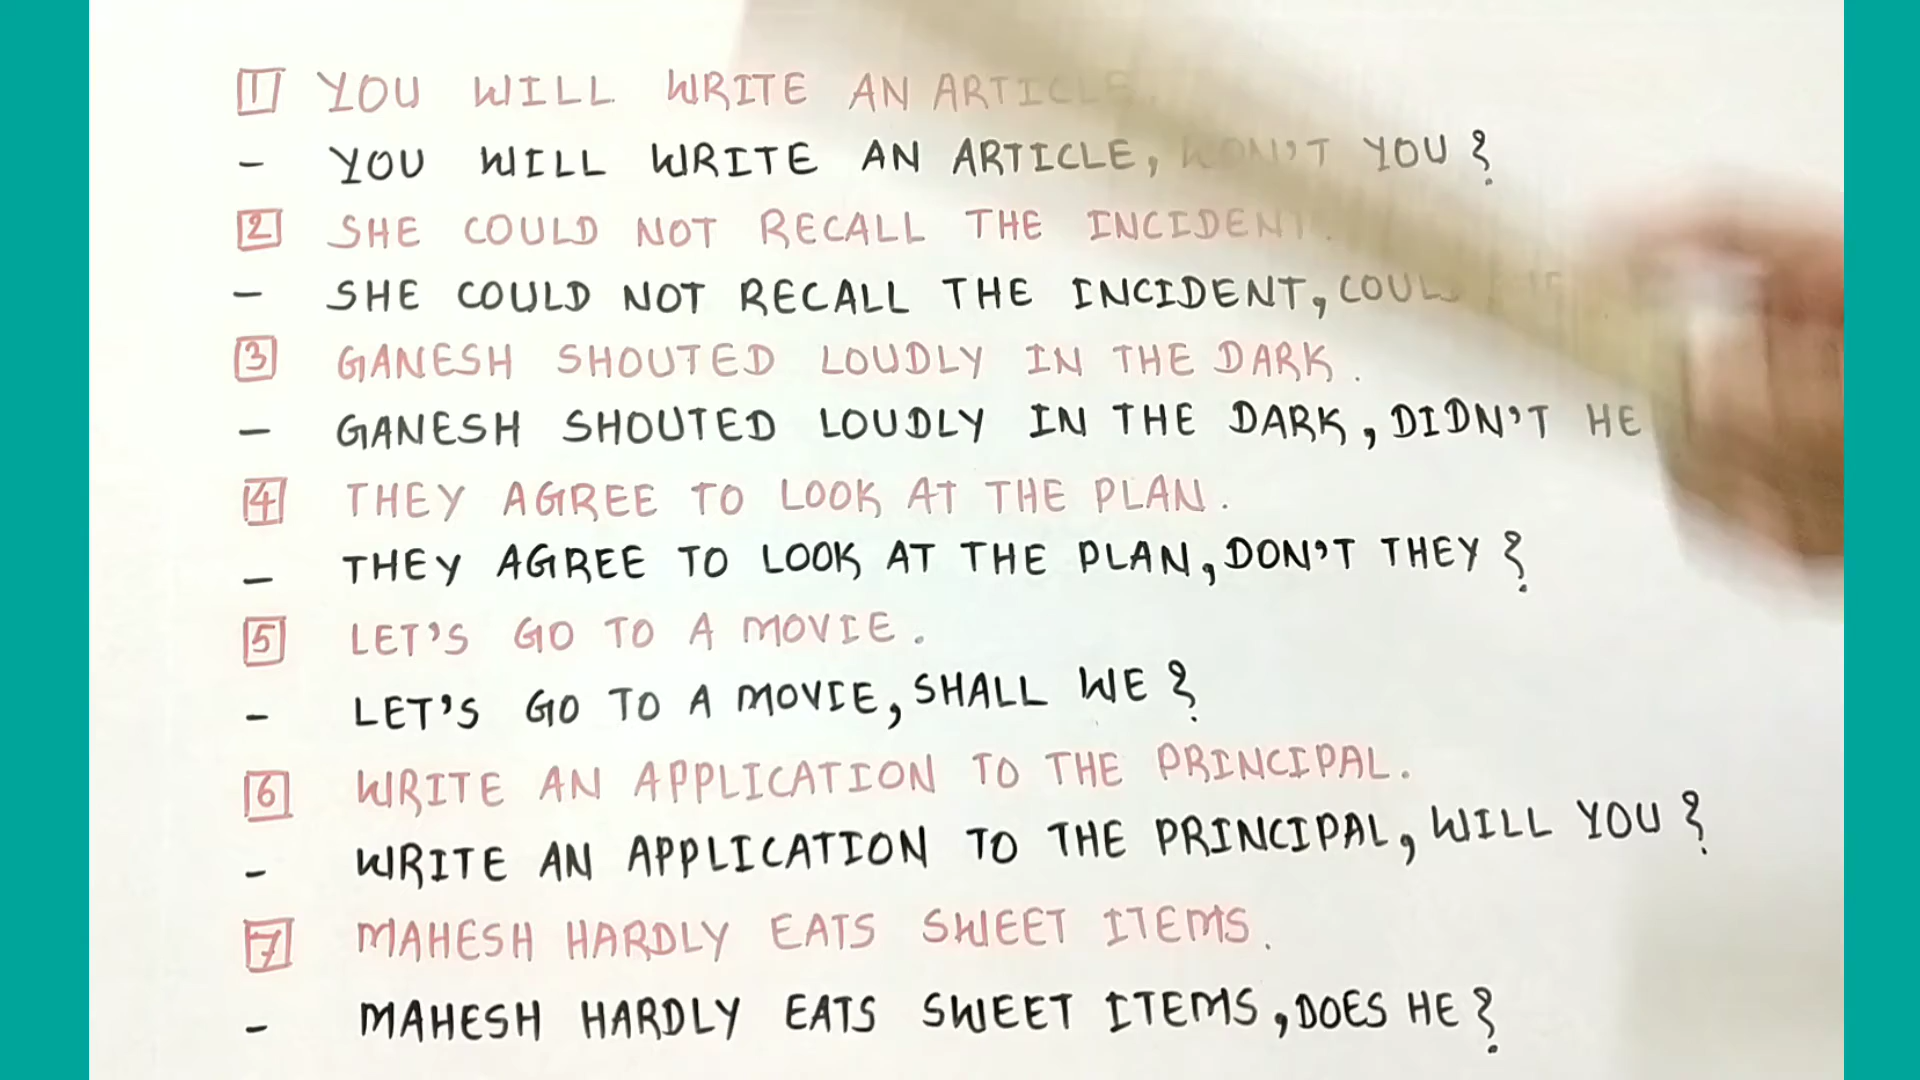 1 YOU WILL WRITE AN ARTICLE.
- YOU WILL WRITE AN ARTICLE, WON'T YOU ?
2 SHE COULD NOT RECALL THE INCIDENT.
- SHE COULD NOT RECALL THE INCIDENT,
3 GANESH SHOUTED LOUDLY IN THE DARK.
- GANESH SHOUTED LOUDLY IN THE DARK, DIDN'T HE
4 THEY AGREE TO LOOK AT THE PLAN.
- THEY AGREE TO LOOK AT THE PLAN, DON'T THEY ?
5 LET'S GO TO A MOVIE.
- LET'S GO TO A MOVIE, SHALL WE ?
6 WRITE AN APPLICATION TO THE PRINCIPAL.
- WRITE AN APPLICATION TO THE PRINCIPAL, WILL YOU ?
7 MAHESH HARDLY EATS SWEET ITEMS.
- MAHESH HARDLY EATS SWEET ITEMS, DOES HE ?